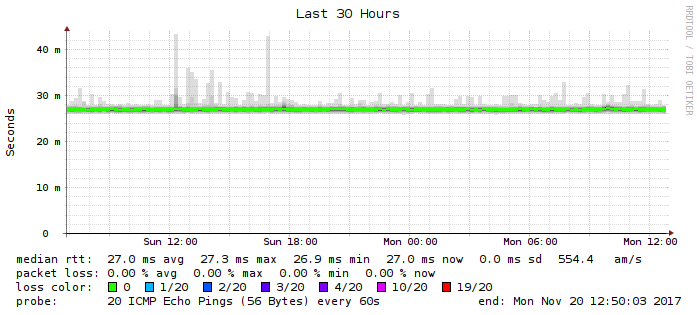 Last 30 Hours
RRDTOOL / TOBI OETIKER
Seconds
40 m
30 m
20 m
10 m
0
Sun 12:00 Sun 18:00 Mon 00:00 Mon 06:00 Mon 12:00
median rtt: 27.0 ms avg 27.3 ms max 26.9 ms min 27.0 ms now 0.0 ms sd 554.4 am/s
packet loss: 0.00 % avg 0.00 % max 0.00 % min 0.00 % now
loss color: 0 1/20 2/20 3/20 4/20 10/20 19/20
probe: 20 ICMP Echo Pings (56 Bytes) every 60s end: Mon Nov 20 12:50:03 2017